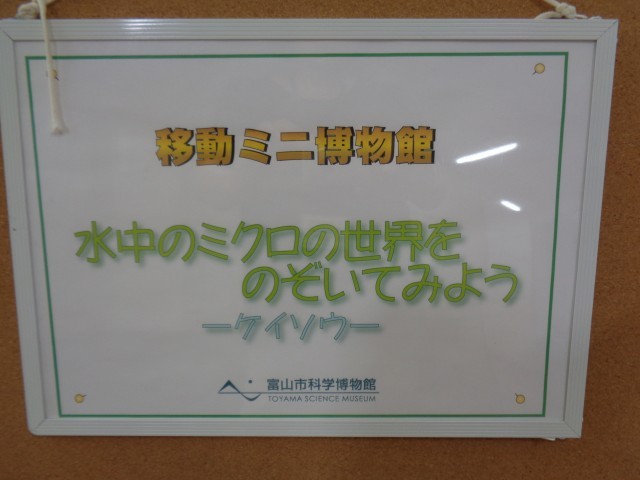 移動ミニ博物館
水中のミクロの世界を
のぞいてみよう
ーケイソウー
富山市科学博物館
TOYAMA SCIENCE MUSEUM